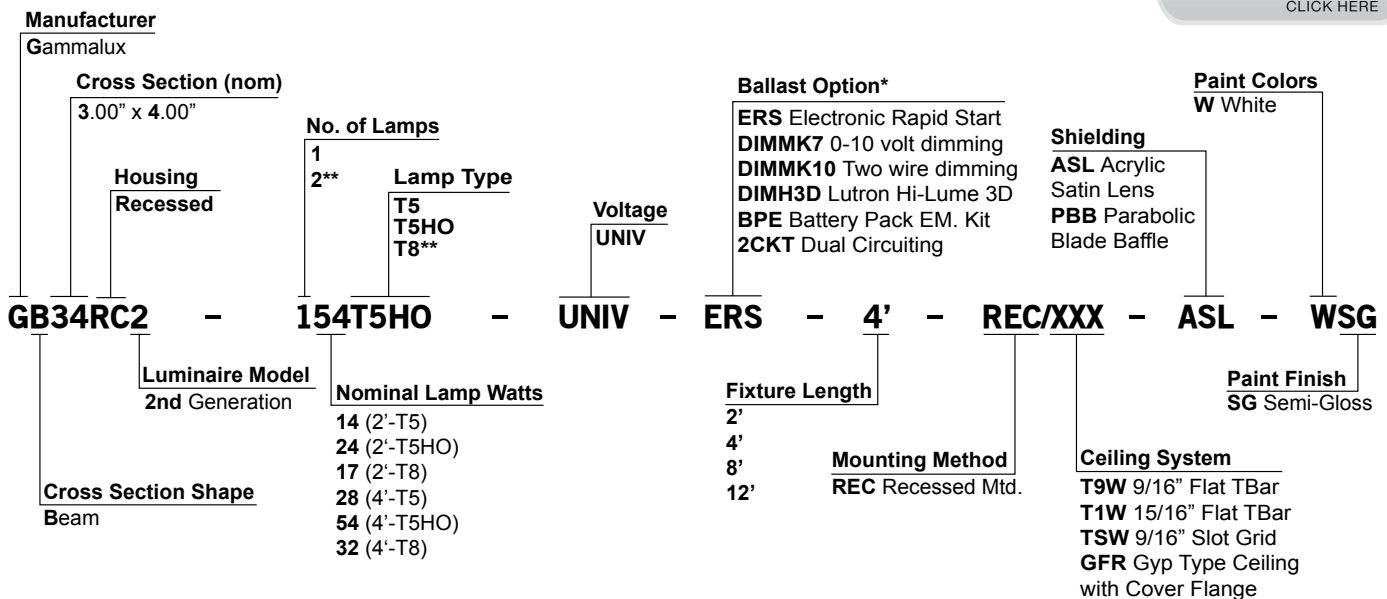 CLICK HERE
Manufacturer
Gammalux
Cross Section (nom)
3.00" x 4.00"
Housing
Recessed
No. of Lamps
1
2**
Lamp Type
T5
T5HO
T8**
Voltage
UNIV
Ballast Option*
ERS Electronic Rapid Start
DIMMK7 0-10 volt dimming
DIMMK10 Two wire dimming
DIMH3D Lutron Hi-Lume 3D
BPE Battery Pack EM. Kit
2CKT Dual Circuiting
Shielding
ASL Acrylic
Satin Lens
PBB Parabolic
Blade Baffle
Paint Colors
W White
GB34RC2 – 154T5HO – UNIV – ERS – 4' – REC/XXX – ASL – WSG
Cross Section Shape
Beam
Luminaire Model
2nd Generation
Nominal Lamp Watts
14 (2'-T5)
24 (2'-T5HO)
17 (2'-T8)
28 (4'-T5)
54 (4'-T5HO)
32 (4'-T8)
Fixture Length
2'
4'
8'
12'
Mounting Method
REC Recessed Mtd.
Ceiling System
T9W 9/16" Flat TBar
T1W 15/16" Flat TBar
TSW 9/16" Slot Grid
GFR Gyp Type Ceiling
with Cover Flange
Paint Finish
SG Semi-Gloss